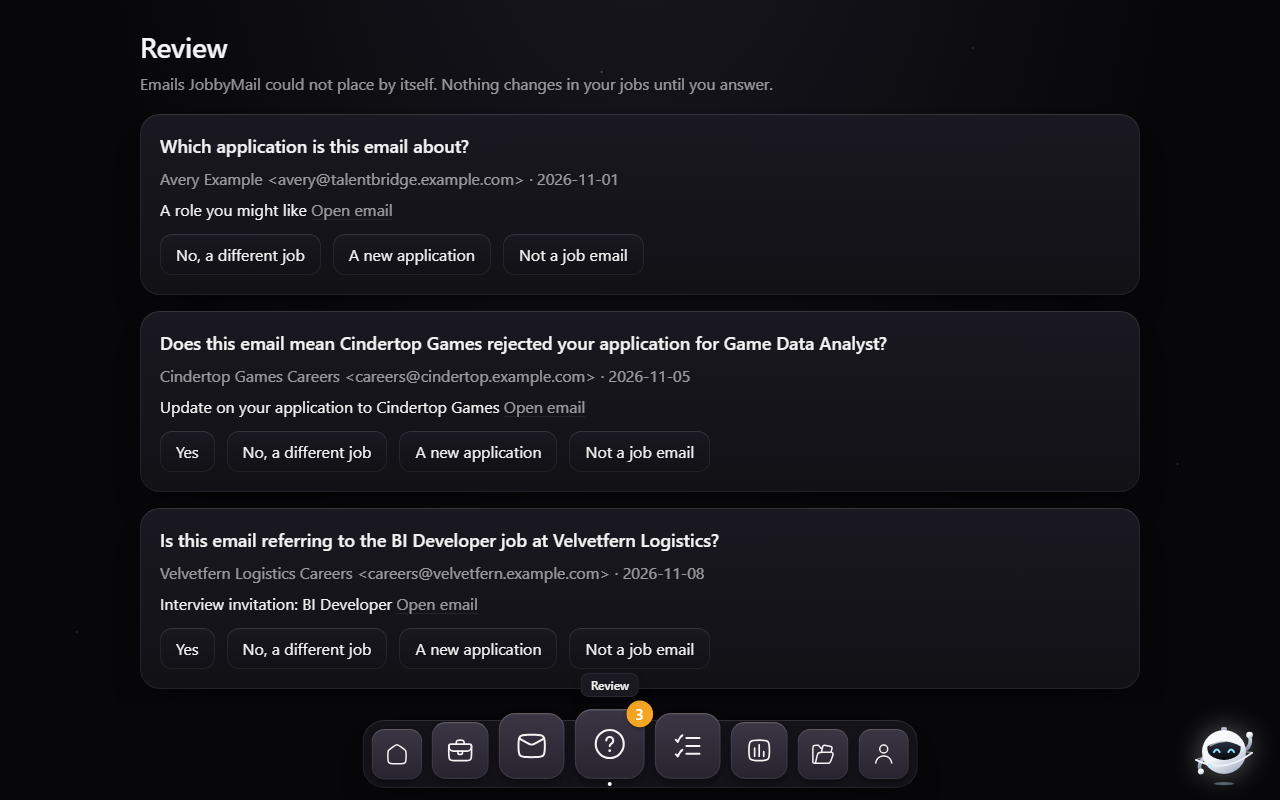 Review
Emails JobbyMail could not place by itself. Nothing changes in your jobs until you answer.
Which application is this email about?
Avery Example <avery@talentbridge.example.com> · 2026-11-01
A role you might like Open email
No, a different job
A new application
Not a job email
Does this email mean Cindertop Games rejected your application for Game Data Analyst?
Cindertop Games Careers <careers@cindertop.example.com> · 2026-11-05
Update on your application to Cindertop Games Open email
Yes
No, a different job
A new application
Not a job email
Is this email referring to the BI Developer job at Velvetfern Logistics?
Velvetfern Logistics Careers <careers@velvetfern.example.com> · 2026-11-08
Interview invitation: BI Developer Open email
Yes
No, a different job
A new application
Not a job email
Review
3